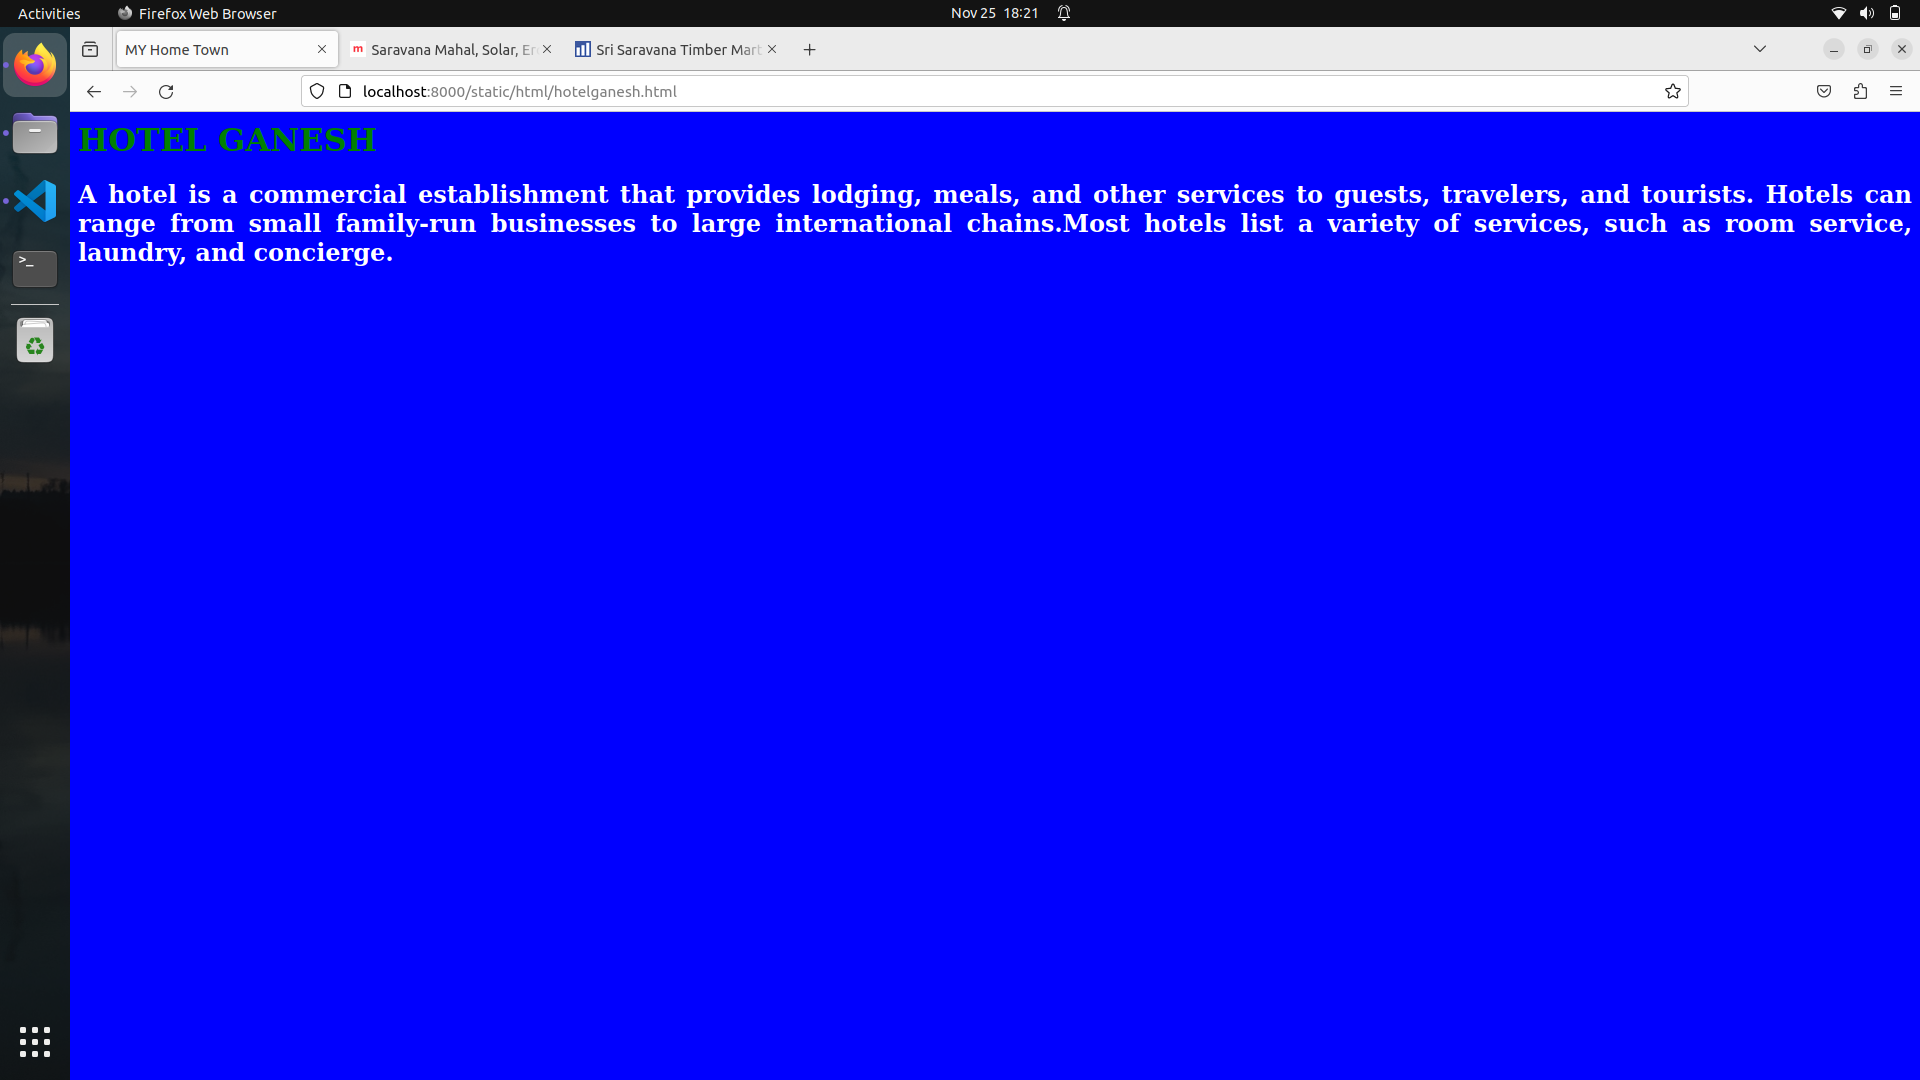 Activities
Firefox Web Browser
Nov 25 18:21
MY Home Town
Saravana Mahal, Solar, Er
Sri Saravana Timber Mart
localhost:8000/static/html/hotelganesh.html
HOTEL GANESH
A hotel is a commercial establishment that provides lodging, meals, and other services to guests, travelers, and tourists. Hotels can
range from small family-run businesses to large international chains.Most hotels list a variety of services, such as room service,
laundry, and concierge.